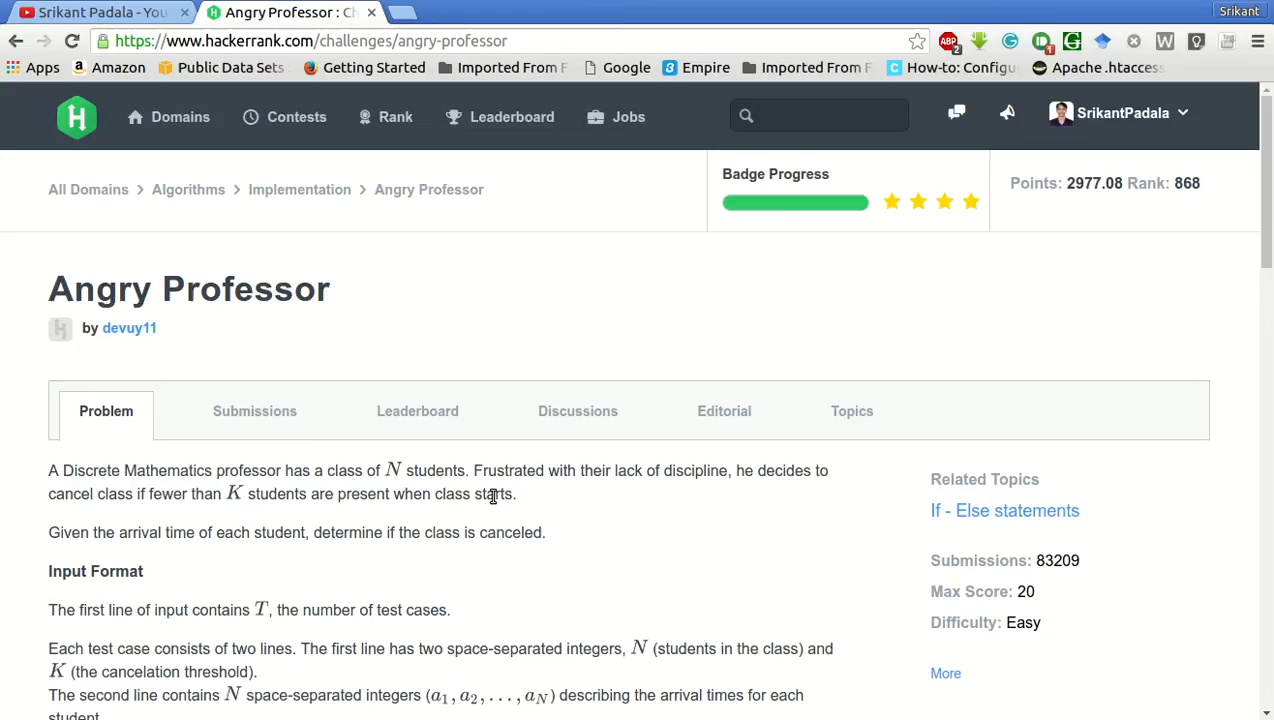 Srikant Padala - You
Angry Professor : Ch
Srikant
https://www.hackerrank.com/challenges/angry-professor
Apps Amazon Public Data Sets Getting Started Imported From F Google Empire Imported From F How-to: Configu Apache .htaccess
Domains Contests Rank Leaderboard Jobs SrikantPadala
All Domains > Algorithms > Implementation > Angry Professor
Badge Progress
Points: 2977.08 Rank: 868
Angry Professor
by devuy11
Problem Submissions Leaderboard Discussions Editorial Topics
A Discrete Mathematics professor has a class of N students. Frustrated with their lack of discipline, he decides to
cancel class if fewer than K students are present when class starts.
Given the arrival time of each student, determine if the class is canceled.
Input Format
The first line of input contains T, the number of test cases.
Each test case consists of two lines. The first line has two space-separated integers, N (students in the class) and
K (the cancelation threshold).
The second line contains N space-separated integers (a₁, a₂, . . . , aN) describing the arrival times for each
student.
Related Topics
If - Else statements
Submissions: 83209
Max Score: 20
Difficulty: Easy
More